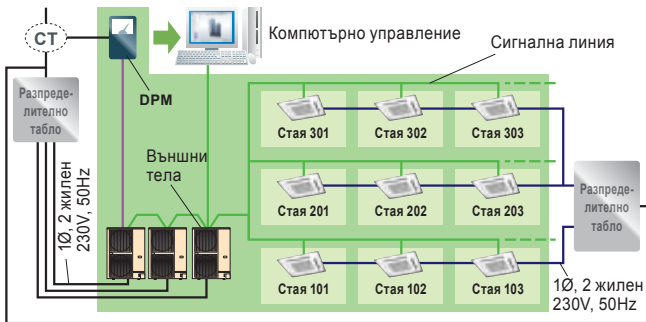 CT
Компютърно управление
Сигнална линия
DPM
Разпреде-
лително
табло
Стая 301
Стая 302
Стая 303
Външни
тела
Стая 201
Стая 202
Стая 203
Разпреде-
лително
табло
1Ø, 2 жилен
230V, 50Hz
Стая 101
Стая 102
Стая 103
1Ø, 2 жилен
230V, 50Hz